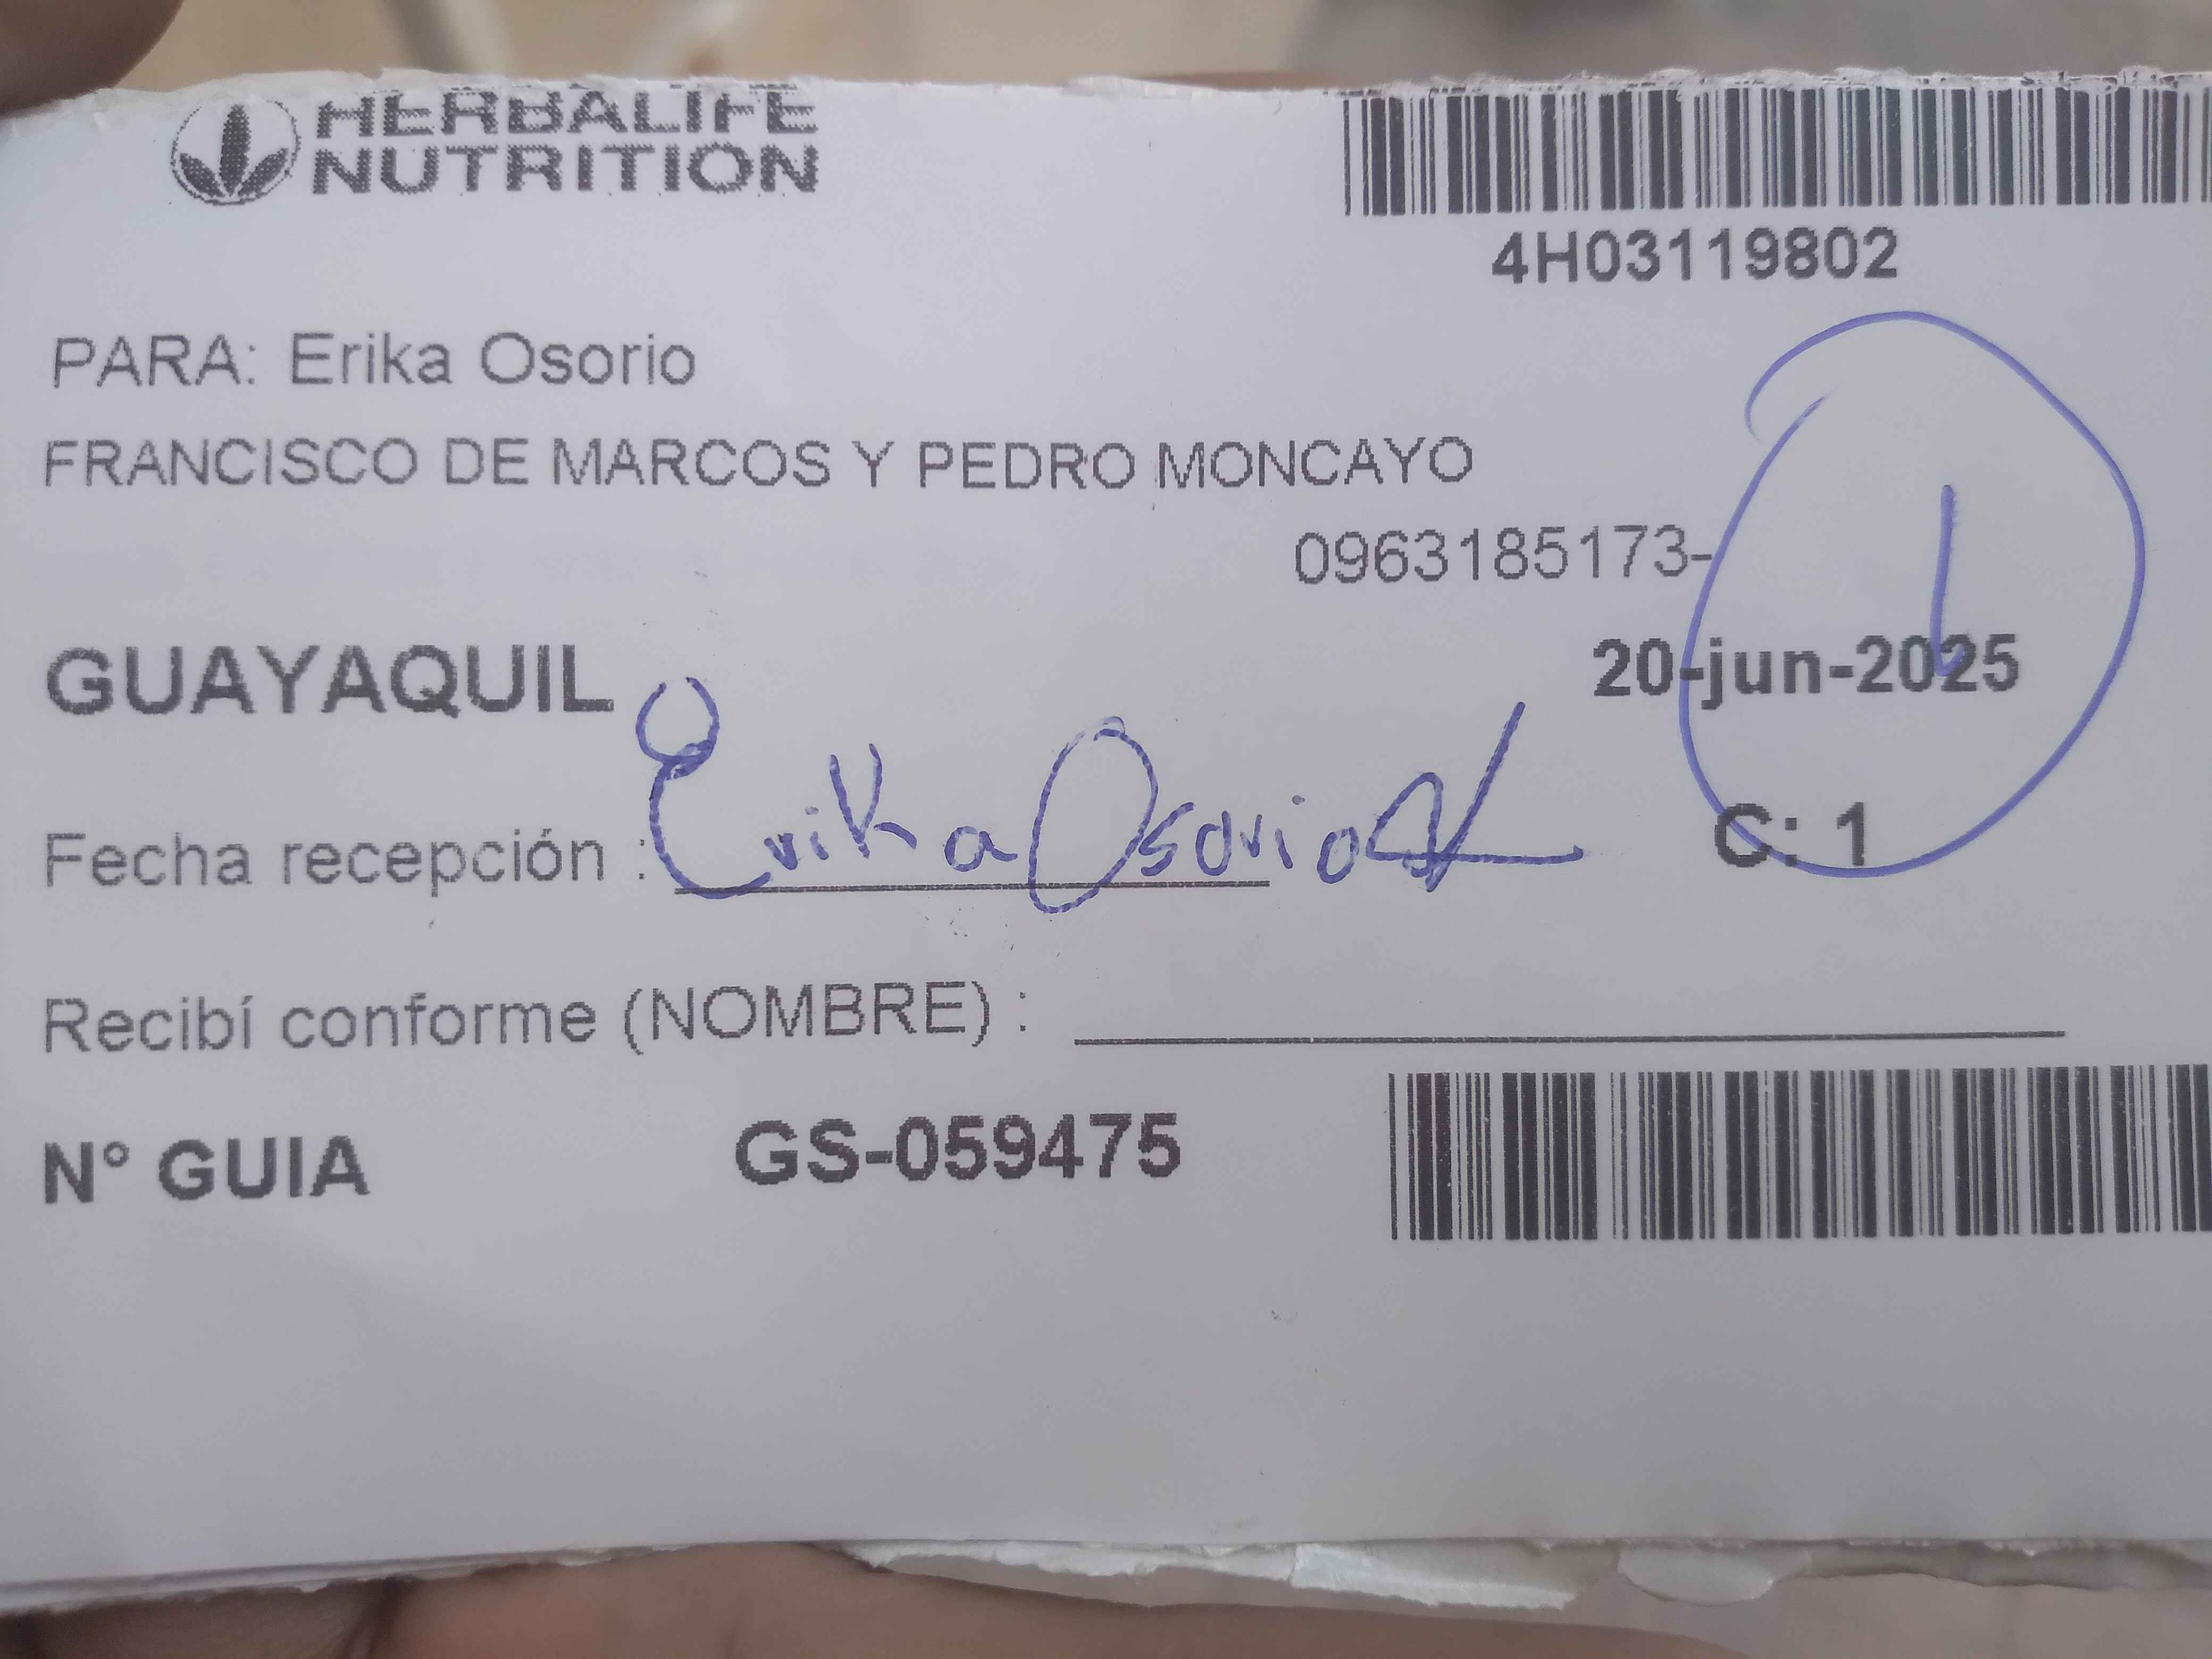 HERBALIFE
NUTRITION
4H03119802
PARA: Erika Osorio
FRANCISCO DE MARCOS Y PEDRO MONCAYO
0963185173-
1
GUAYAQUIL
20-jun-2025
Fecha recepción : Erika Osorio
C: 1
Recibí conforme (NOMBRE) :
N° GUIA GS-059475